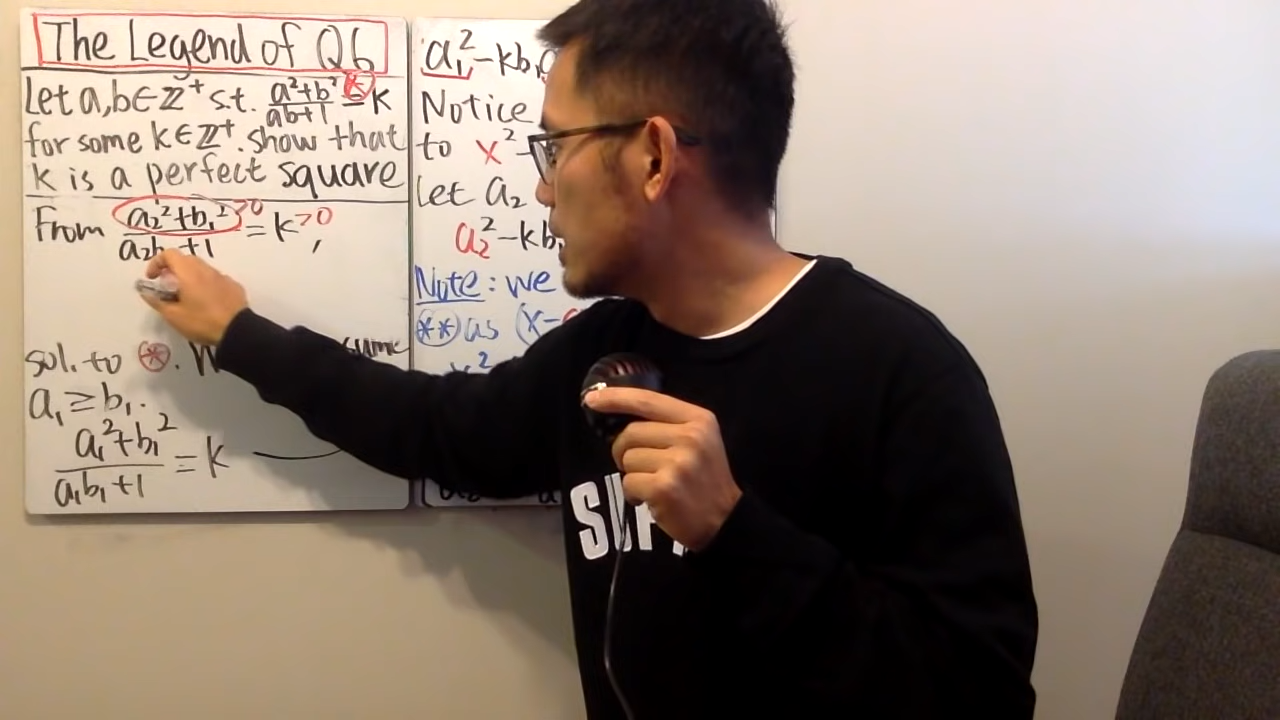 The Legend of Q6
Let a, b ∈ ℤ⁺ s.t. (a²+b²)/(ab+1) = k ⊛
for some k ∈ ℤ⁺. show that
k is a perfect square
From (a₂²+b₁²)/(a₂b₁+1) = k >0, >0
sol. to ⊛.
a₁ ≥ b₁.
(a₁²+b₁²)/(a₁b₁+1) = k
a₁²-kb₁
Notice
to x²-
Let a₂
a₂²-kb₁
Note: we
(**) as (x-
x²